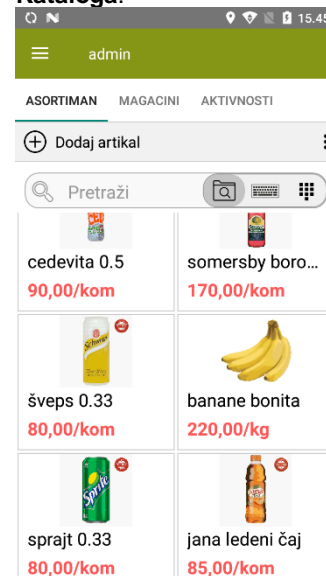 Kataloga:
15.45
admin
ASORTIMAN MAGACINI AKTIVNOSTI
Dodaj artikal
Pretraži
cedevita 0.5 somersby boro...
90,00/kom 170,00/kom
Schweppes
šveps 0.33 banane bonita
80,00/kom 220,00/kg
Sprite
sprajt 0.33 jana ledeni čaj
80,00/kom 85,00/kom